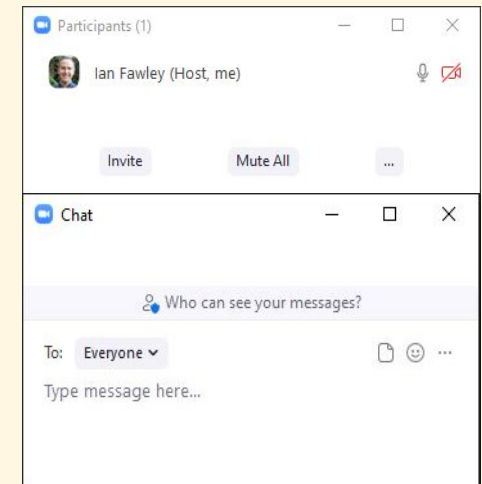 Participants (1)
Ian Fawley (Host, me)
Invite Mute All ...
Chat
Who can see your messages?
To: Everyone
Type message here...